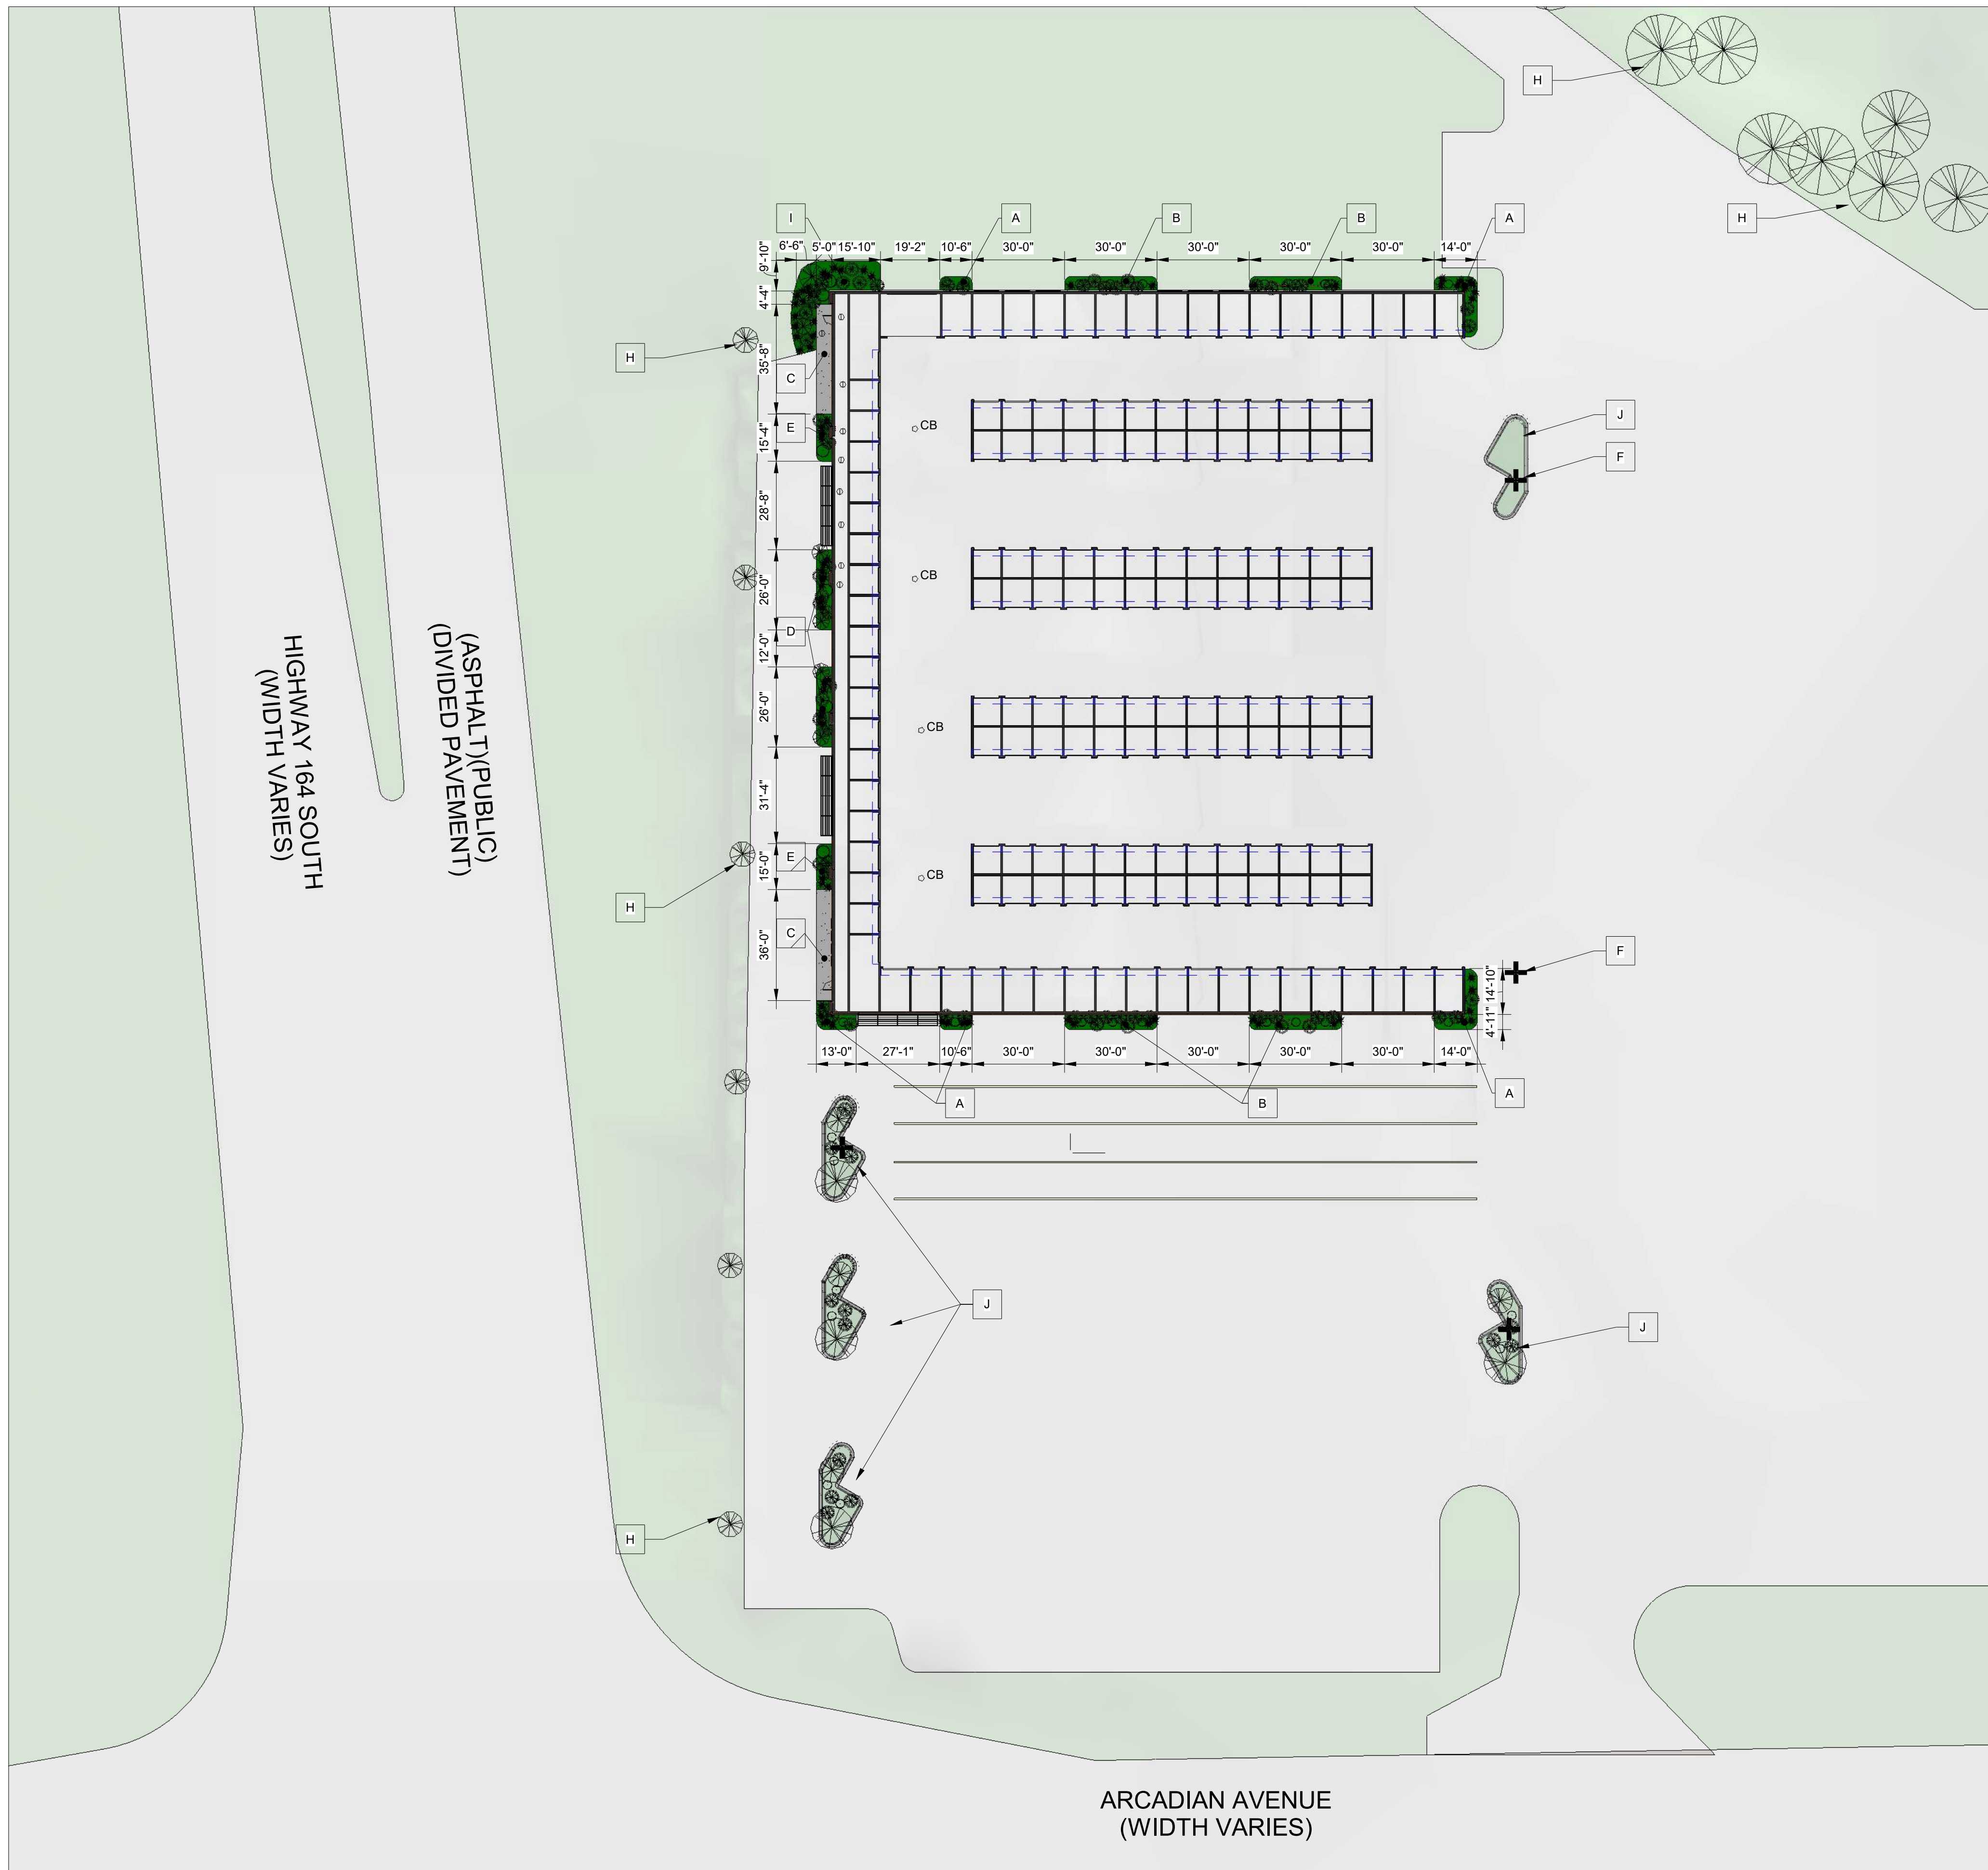 H
H
I
A
B
B
A
6'-6"
5'-0"
15'-10"
19'-2"
10'-6"
30'-0"
30'-0"
30'-0"
30'-0"
30'-0"
14'-0"
9'-10"
4'-4"
35'-8"
15'-4"
28'-8"
26'-0"
12'-0"
26'-0"
31'-4"
15'-0"
36'-0"
H
C
E
D
E
C
H
CB
CB
CB
CB
J
F
F
14'-10"
4'-11"
HIGHWAY 164 SOUTH
(WIDTH VARIES)
(ASPHALT)(PUBLIC)
(DIVIDED PAVEMENT)
13'-0"
27'-1"
10'-6"
30'-0"
30'-0"
30'-0"
30'-0"
30'-0"
14'-0"
A
B
A
J
J
H
ARCADIAN AVENUE
(WIDTH VARIES)